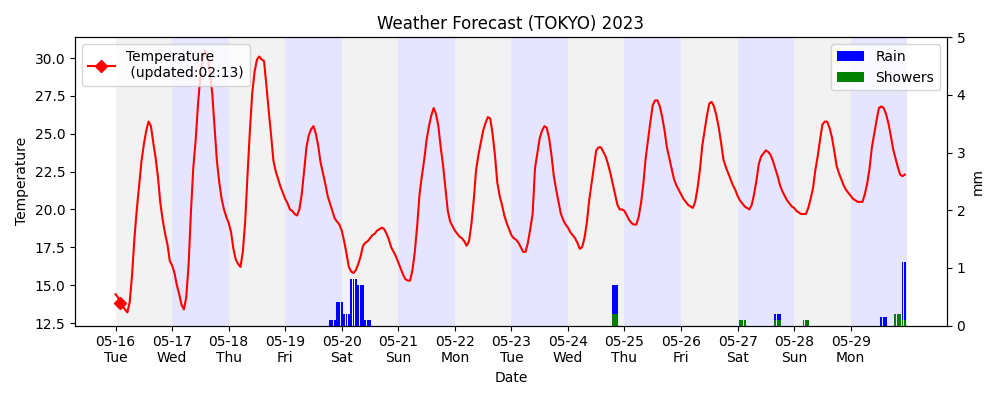 Weather Forecast (TOKYO) 2023
Temperature
(updated:02:13)
Rain
Showers
30.0
27.5
25.0
22.5
20.0
17.5
15.0
12.5
Temperature
5
4
3
2
1
0
mm
05-16 05-17 05-18 05-19 05-20 05-21 05-22 05-23 05-24 05-25 05-26 05-27 05-28 05-29
Tue Wed Thu Fri Sat Sun Mon Tue Wed Thu Fri Sat Sun Mon
Date